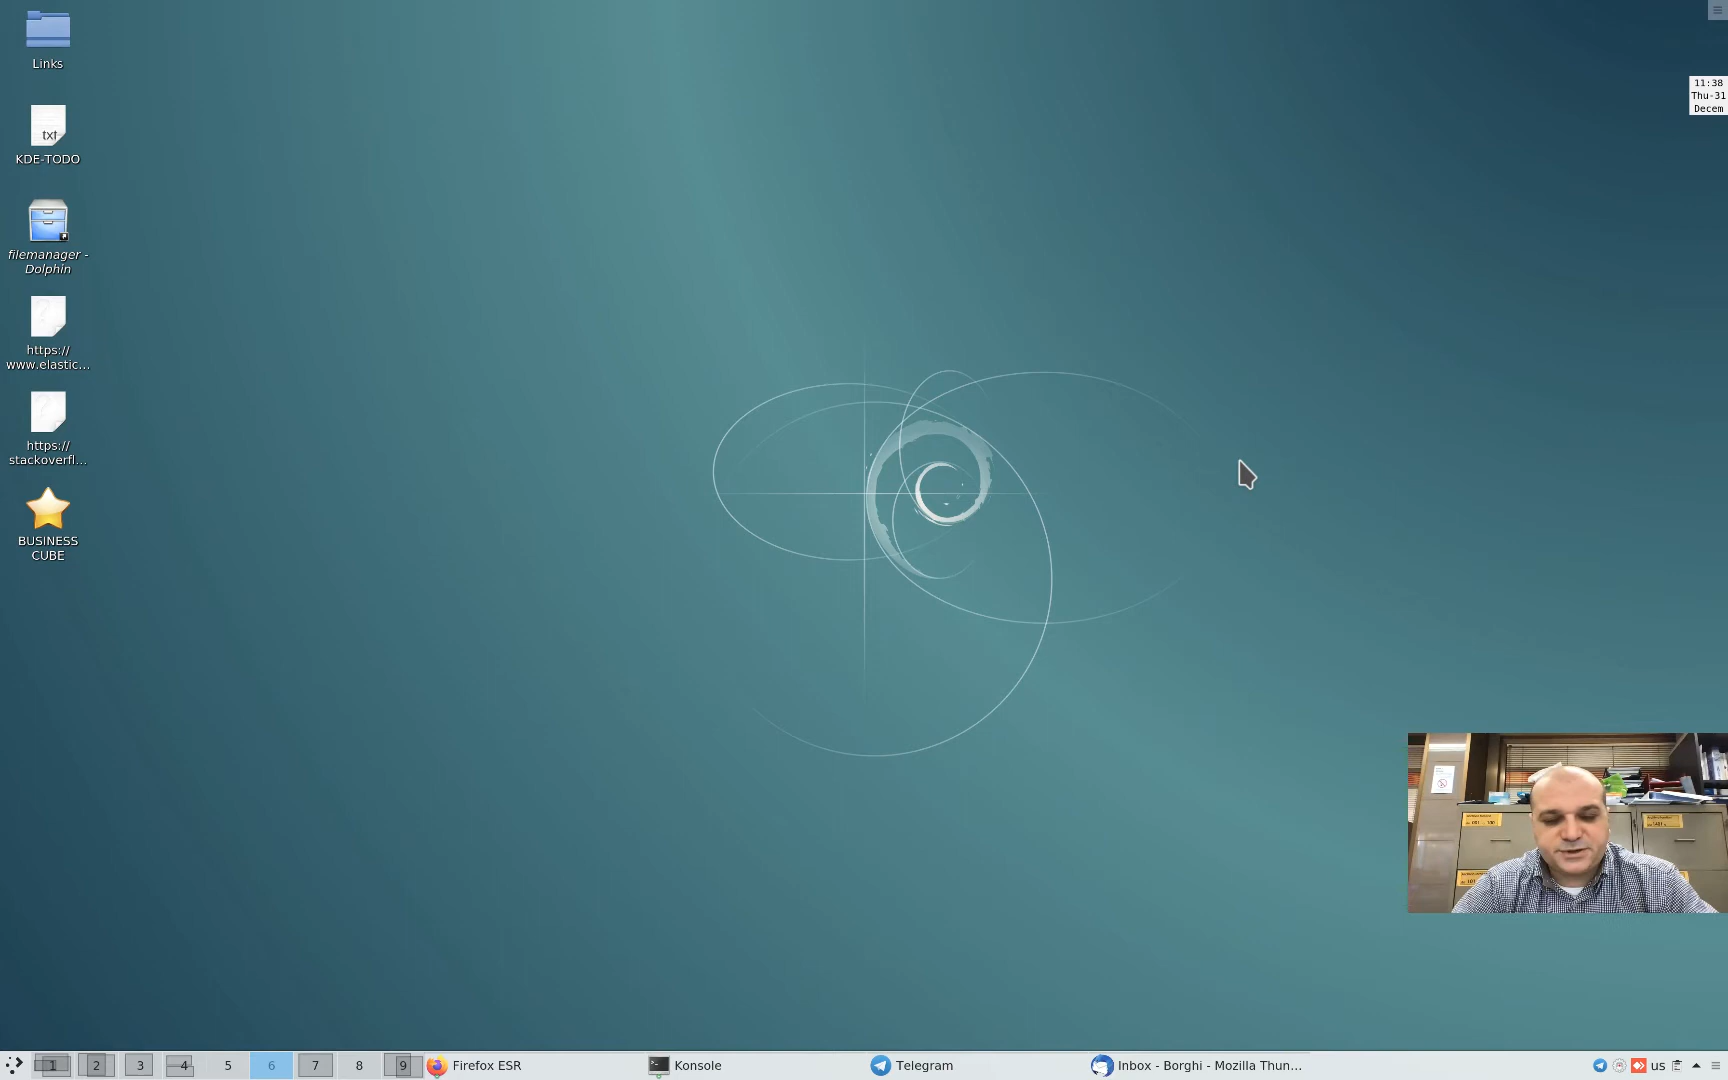 Links
txt
KDE-TODO
filemanager -
Dolphin
https://
www.elastic...
https://
stackoverfl...
BUSINESS
CUBE
11:38
Thu-31
Decem
1
2
3
4
5
6
7
8
9
Firefox ESR
Konsole
Telegram
Inbox - Borghi - Mozilla Thun...
us